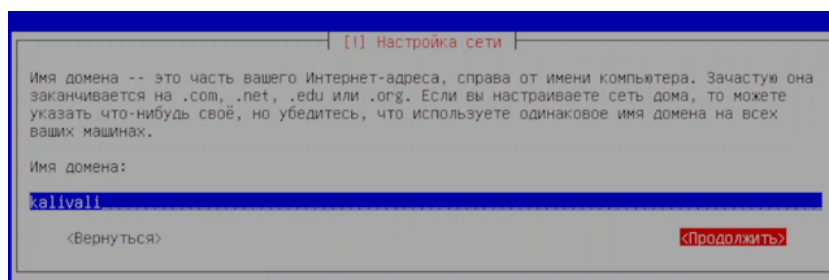 [!] Настройка сети
Имя домена -- это часть вашего Интернет-адреса, справа от имени компьютера. Зачастую она
заканчивается на .com, .net, .edu или .org. Если вы настраиваете сеть дома, то можете
указать что-нибудь своё, но убедитесь, что используете одинаковое имя домена на всех
ваших машинах.
Имя домена:
kalivali
<Вернуться> <Продолжить>